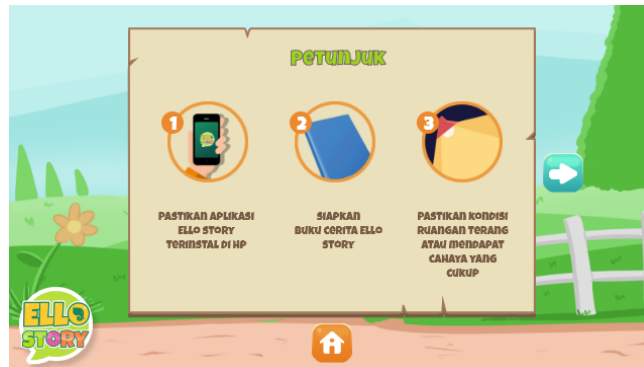 Petunjuk
1
2
3
Pastikan aplikasi
Ello Story
terinstal di HP
Siapkan
buku cerita Ello
Story
Pastikan kondisi
ruangan terang
atau mendapat
cahaya yang
cukup
ELLO
STORY